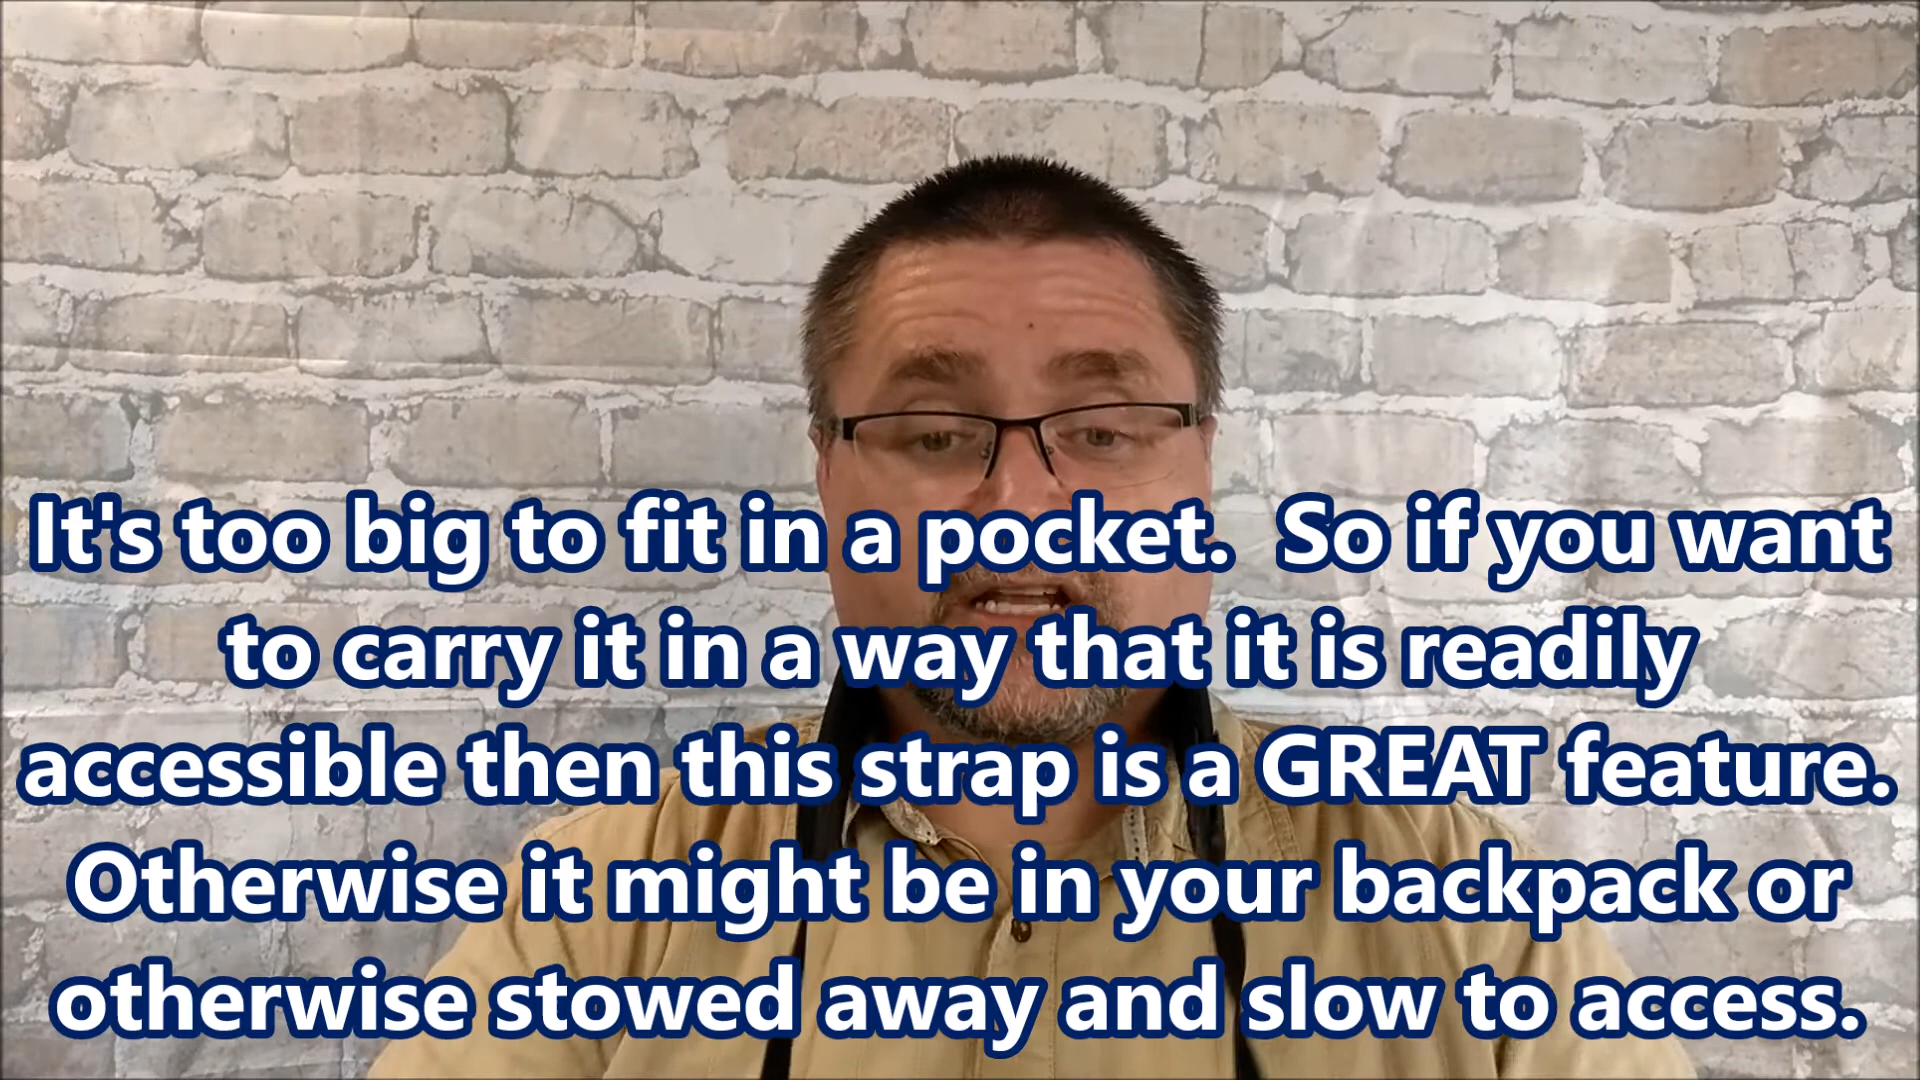 It's too big to fit in a pocket.  So if you want
to carry it in a way that it is readily
accessible then this strap is a GREAT feature.
Otherwise it might be in your backpack or
otherwise stowed away and slow to access.